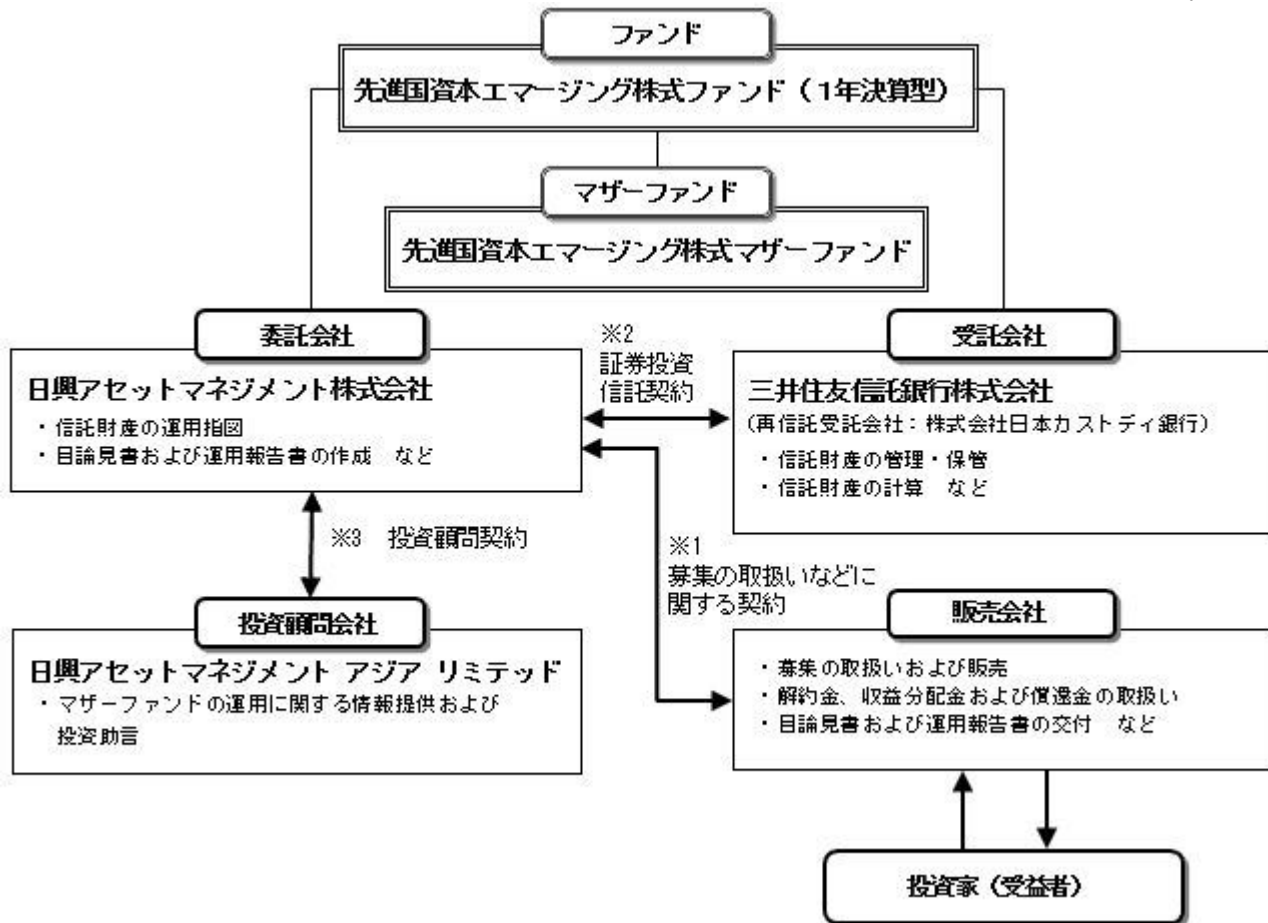 ファンド
先進国資本エマージング株式ファンド（１年決算型）
マザーファンド
先進国資本エマージング株式マザーファンド
委託会社
日興アセットマネジメント株式会社
・信託財産の運用指図
・目論見書および運用報告書の作成　など
※2
証券投資
信託契約
受託会社
三井住友信託銀行株式会社
(再信託受託会社：株式会社日本カストディ銀行)
・信託財産の管理・保管
・信託財産の計算　など
※3　投資顧問契約
※1
募集の取扱いなどに
関する契約
投資顧問会社
日興アセットマネジメント アジア リミテッド
・マザーファンドの運用に関する情報提供および
投資助言
販売会社
・募集の取扱いおよび販売
・解約金、収益分配金および償還金の取扱い
・目論見書および運用報告書の交付　など
投資家（受益者）